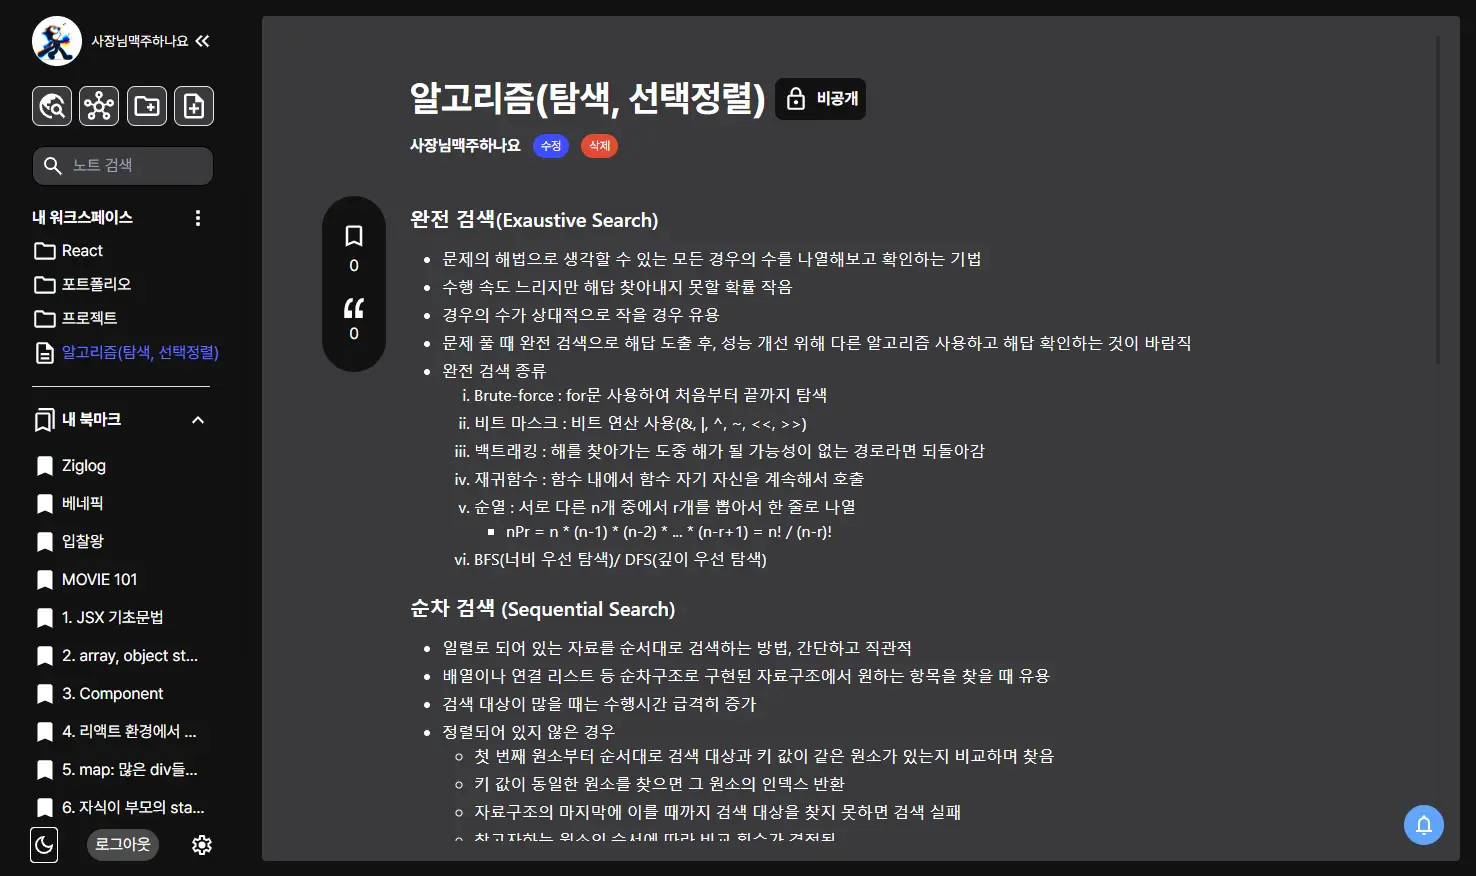 사장님맥주하나요
노트 검색
내 워크스페이스
React
포트폴리오
프로젝트
알고리즘(탐색, 선택정렬)
내 북마크
Ziglog
베네픽
입찰왕
MOVIE 101
1. JSX 기초문법
2. array, object st...
3. Component
4. 리액트 환경에서 ...
5. map: 많은 div들...
6. 자식이 부모의 sta...
로그아웃
알고리즘(탐색, 선택정렬) 비공개
사장님맥주하나요 수정 삭제
0
0
완전 검색(Exaustive Search)
• 문제의 해법으로 생각할 수 있는 모든 경우의 수를 나열해보고 확인하는 기법
• 수행 속도 느리지만 해답 찾아내지 못할 확률 작음
• 경우의 수가 상대적으로 작을 경우 유용
• 문제 풀 때 완전 검색으로 해답 도출 후, 성능 개선 위해 다른 알고리즘 사용하고 해답 확인하는 것이 바람직
• 완전 검색 종류
i. Brute-force : for문 사용하여 처음부터 끝까지 탐색
ii. 비트 마스크 : 비트 연산 사용(&, |, ^, ~, <<, >>)
iii. 백트래킹 : 해를 찾아가는 도중 해가 될 가능성이 없는 경로라면 되돌아감
iv. 재귀함수 : 함수 내에서 함수 자기 자신을 계속해서 호출
v. 순열 : 서로 다른 n개 중에서 r개를 뽑아서 한 줄로 나열
▪ nPr = n * (n-1) * (n-2) * ... * (n-r+1) = n! / (n-r)!
vi. BFS(너비 우선 탐색)/ DFS(깊이 우선 탐색)
순차 검색 (Sequential Search)
• 일렬로 되어 있는 자료를 순서대로 검색하는 방법, 간단하고 직관적
• 배열이나 연결 리스트 등 순차구조로 구현된 자료구조에서 원하는 항목을 찾을 때 유용
• 검색 대상이 많을 때는 수행시간 급격히 증가
• 정렬되어 있지 않은 경우
◦ 첫 번째 원소부터 순서대로 검색 대상과 키 값이 같은 원소가 있는지 비교하며 찾음
◦ 키 값이 동일한 원소를 찾으면 그 원소의 인덱스 반환
◦ 자료구조의 마지막에 이를 때까지 검색 대상을 찾지 못하면 검색 실패
◦ 찾고자하는 원소의 순서에 따라 비교 횟수가 결정됨